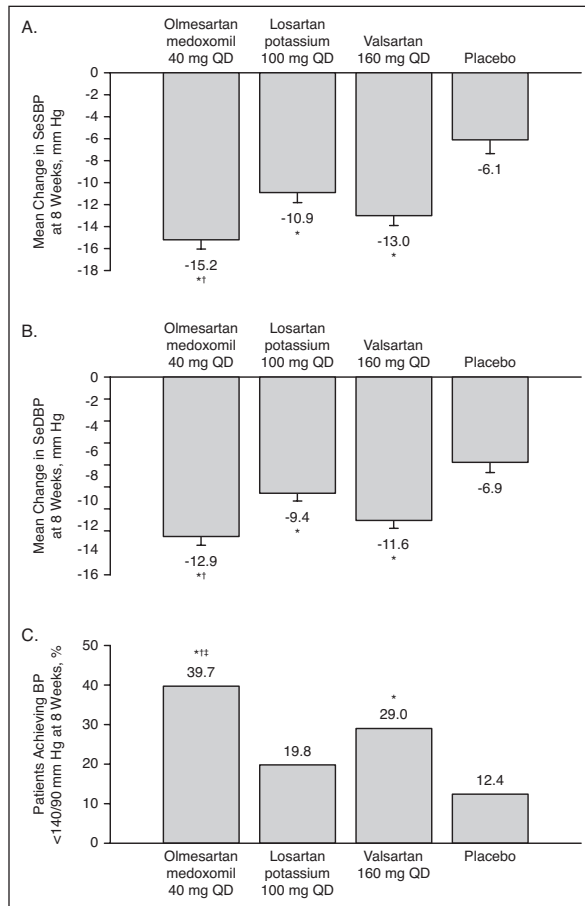 A.
Olmesartan
medoxomil
40 mg QD
Losartan
potassium
100 mg QD
Valsartan
160 mg QD
Placebo
Mean Change in SeSBP
at 8 Weeks, mm Hg
0
-2
-4
-6
-8
-10
-12
-14
-16
-18
-15.2
*†
-10.9
*
-13.0
*
-6.1
B.
Olmesartan
medoxomil
40 mg QD
Losartan
potassium
100 mg QD
Valsartan
160 mg QD
Placebo
Mean Change in SeDBP
at 8 Weeks, mm Hg
0
-2
-4
-6
-8
-10
-12
-14
-16
-12.9
*†
-9.4
*
-11.6
*
-6.9
C.
Patients Achieving BP
<140/90 mm Hg at 8 Weeks, %
50
40
30
20
10
0
*†‡
39.7
19.8
*
29.0
12.4
Olmesartan
medoxomil
40 mg QD
Losartan
potassium
100 mg QD
Valsartan
160 mg QD
Placebo